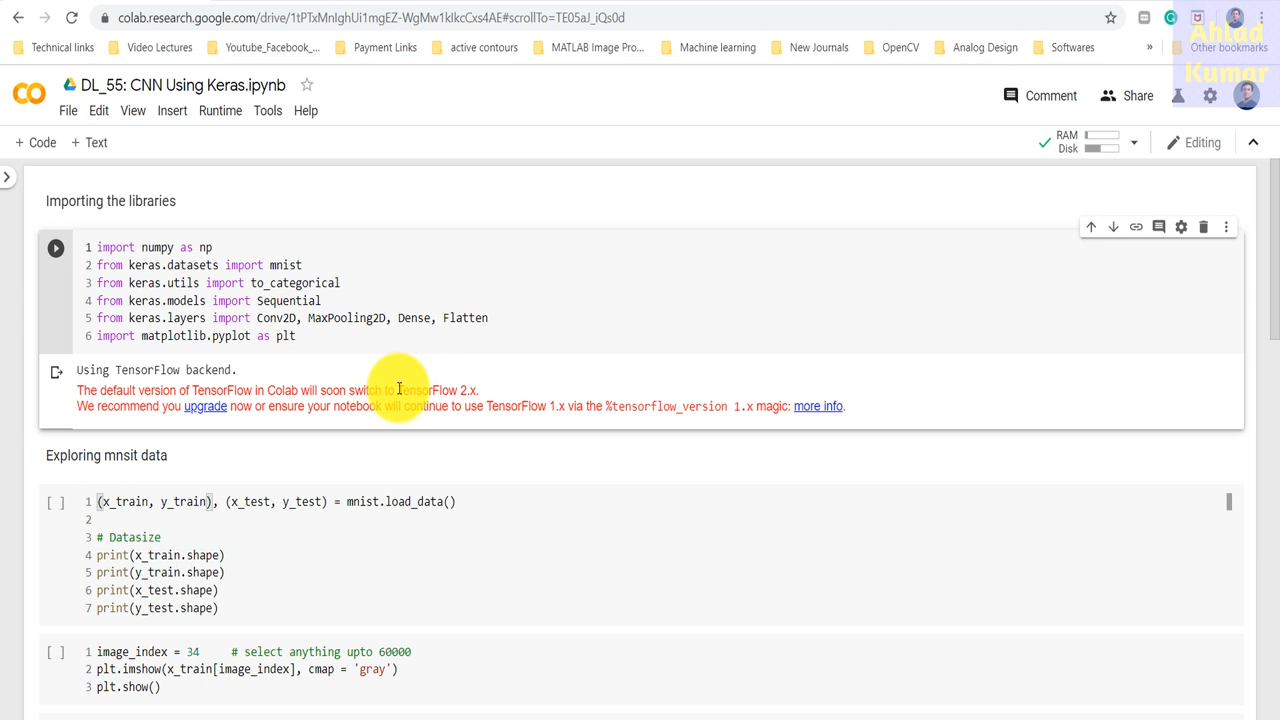 colab.research.google.com/drive/1tPTxMnIghUi1mgEZ-WgMw1kIkcCxs4AE#scrollTo=TE05aJ_iQs0d
Technical links Video Lectures Youtube_Facebook_... Payment Links active contours MATLAB Image Pro... Machine learning New Journals OpenCV Analog Design Softwares » Other bookmarks
Ahlad
Kumar
DL_55: CNN Using Keras.ipynb
File Edit View Insert Runtime Tools Help
Comment Share
+ Code + Text
RAM
Disk
Editing
Importing the libraries
1 import numpy as np
2 from keras.datasets import mnist
3 from keras.utils import to_categorical
4 from keras.models import Sequential
5 from keras.layers import Conv2D, MaxPooling2D, Dense, Flatten
6 import matplotlib.pyplot as plt
Using TensorFlow backend.
The default version of TensorFlow in Colab will soon switch to TensorFlow 2.x.
We recommend you upgrade now or ensure your notebook will continue to use TensorFlow 1.x via the %tensorflow_version 1.x magic: more info.
Exploring mnsit data
[ ] 1 (x_train, y_train), (x_test, y_test) = mnist.load_data()
2
3 # Datasize
4 print(x_train.shape)
5 print(y_train.shape)
6 print(x_test.shape)
7 print(y_test.shape)
[ ] 1 image_index = 34 # select anything upto 60000
2 plt.imshow(x_train[image_index], cmap = 'gray')
3 plt.show()